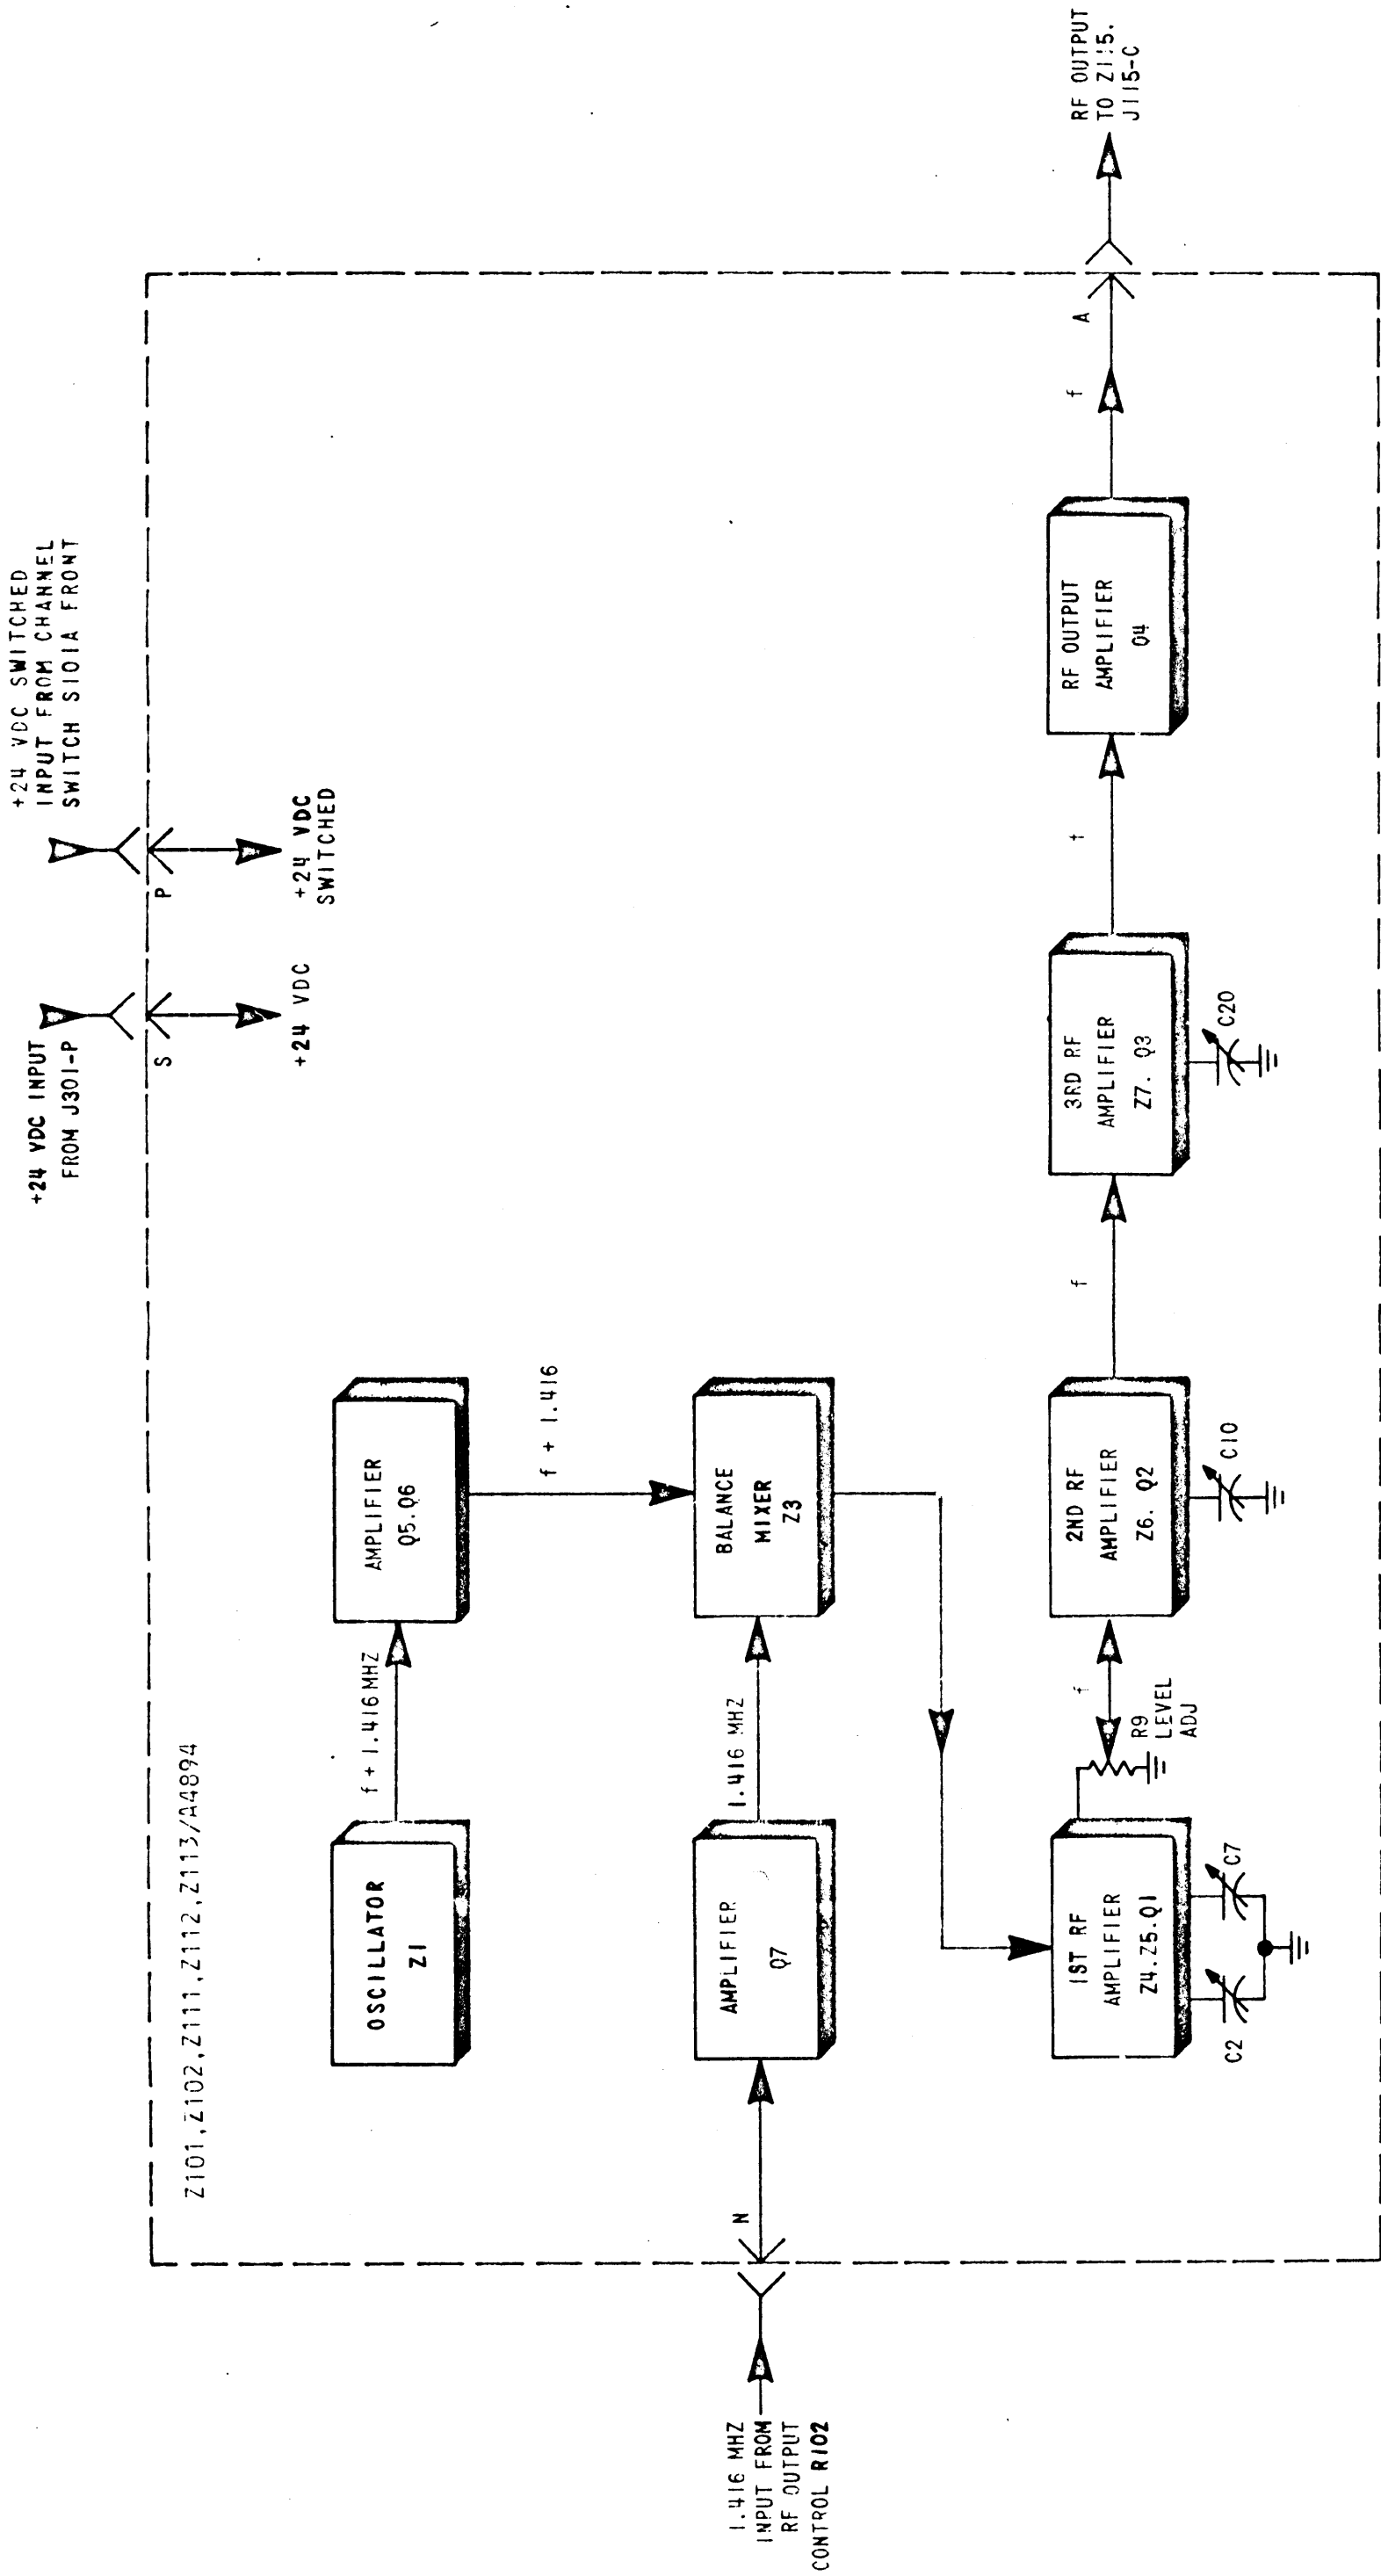 +24 VDC INPUT
FROM J301-P
+24 VDC SWITCHED
INPUT FROM CHANNEL
SWITCH S101A FRONT
S
P
+24 VDC
+24 VDC
SWITCHED
Z101,Z102,Z111,Z112,Z113/A4894
OSCILLATOR
Z1
f + 1.416 MHZ
AMPLIFIER
Q5.Q6
f + 1.416
1.416 MHZ
INPUT FROM
RF OUTPUT
CONTROL R102
N
AMPLIFIER
Q7
1.416 MHZ
BALANCE
MIXER
Z3
1ST RF
AMPLIFIER
Z4.Z5.Q1
C2
C7
R9
LEVEL
ADJ
f
2ND RF
AMPLIFIER
Z6. Q2
C10
f
3RD RF
AMPLIFIER
Z7. Q3
C20
f
RF OUTPUT
AMPLIFIER
Q4
f
A
RF OUTPUT
TO Z115.
J115-C